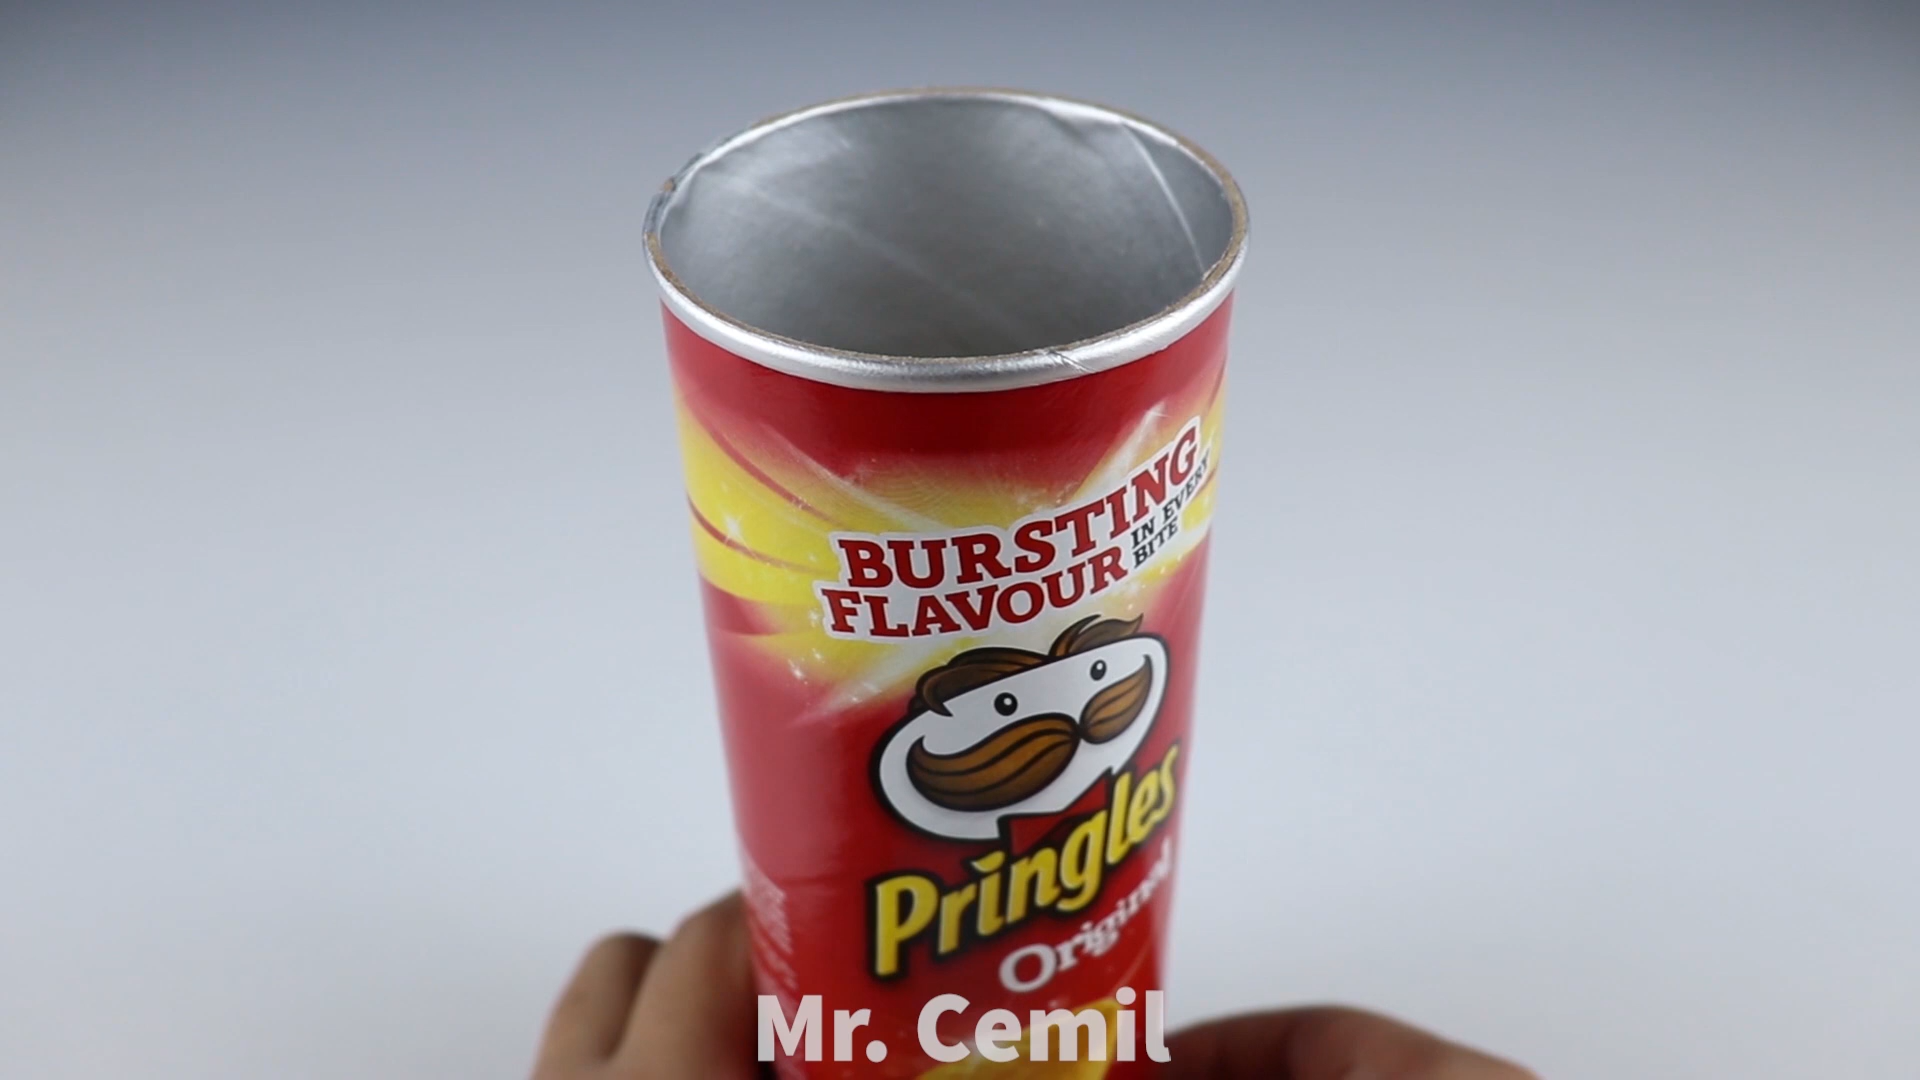 BURSTING
FLAVOUR
IN EVERY
BITE
Pringles
Original
Mr. Cemil